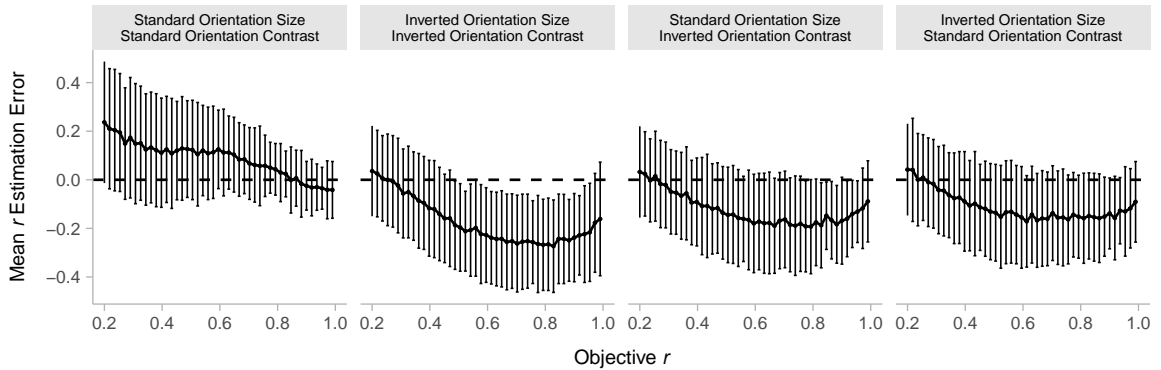 Standard Orientation Size
Standard Orientation Contrast
Inverted Orientation Size
Inverted Orientation Contrast
Standard Orientation Size
Inverted Orientation Contrast
Inverted Orientation Size
Standard Orientation Contrast
Mean r Estimation Error
0.4
0.2
0.0
−0.2
−0.4
0.2 0.4 0.6 0.8 1.0
0.2 0.4 0.6 0.8 1.0
0.2 0.4 0.6 0.8 1.0
0.2 0.4 0.6 0.8 1.0
Objective r